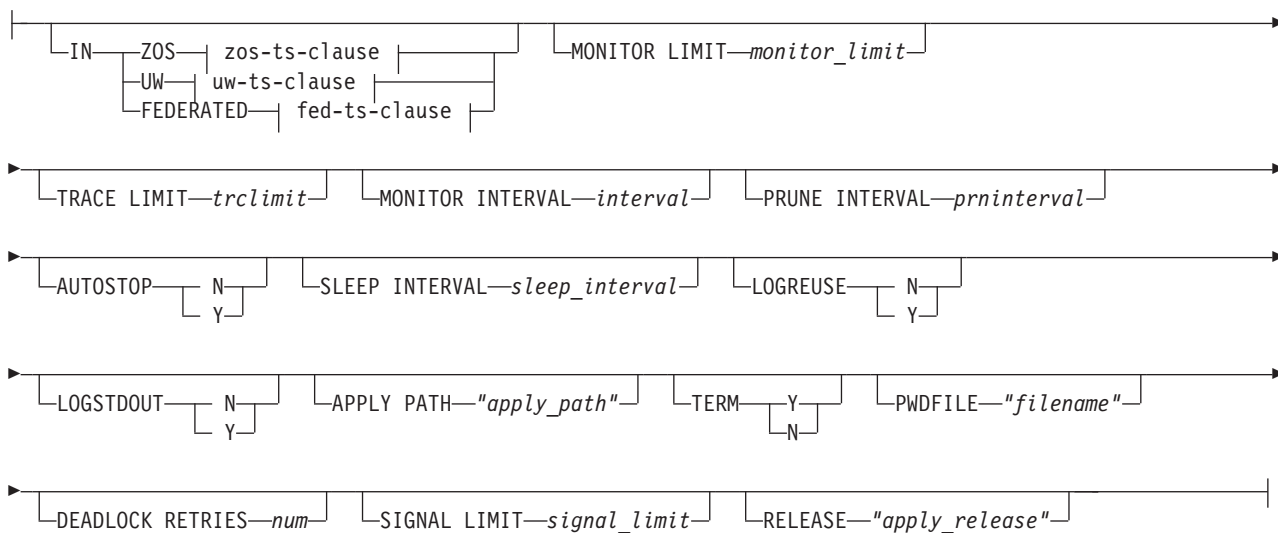 IN ZOS zos-ts-clause MONITOR LIMIT monitor_limit
UW uw-ts-clause
FEDERATED fed-ts-clause
TRACE LIMIT trclimit MONITOR INTERVAL interval PRUNE INTERVAL prninterval
AUTOSTOP N SLEEP INTERVAL sleep_interval LOGREUSE N
Y Y
LOGSTDOUT N APPLY PATH "apply_path" TERM Y PWDFILE "filename"
Y N
DEADLOCK RETRIES num SIGNAL LIMIT signal_limit RELEASE "apply_release"